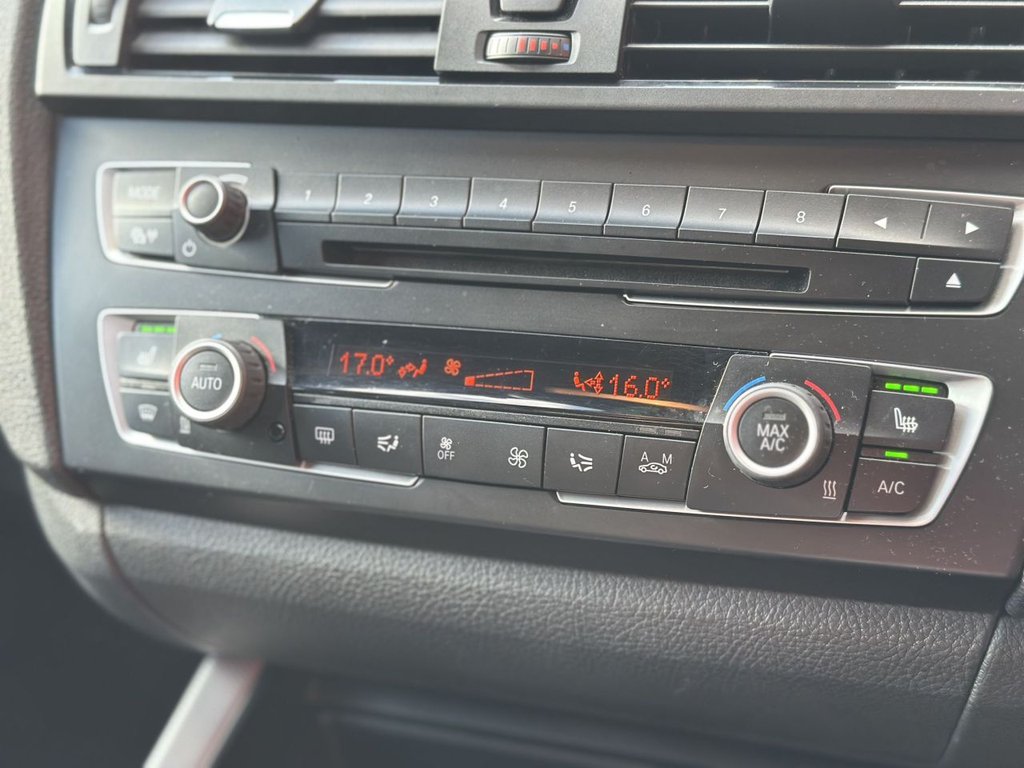 MODE 1 2 3 4 5 6 7 8
17.0° 16.0°
AUTO
MAX
A/C
OFF
A M
A/C